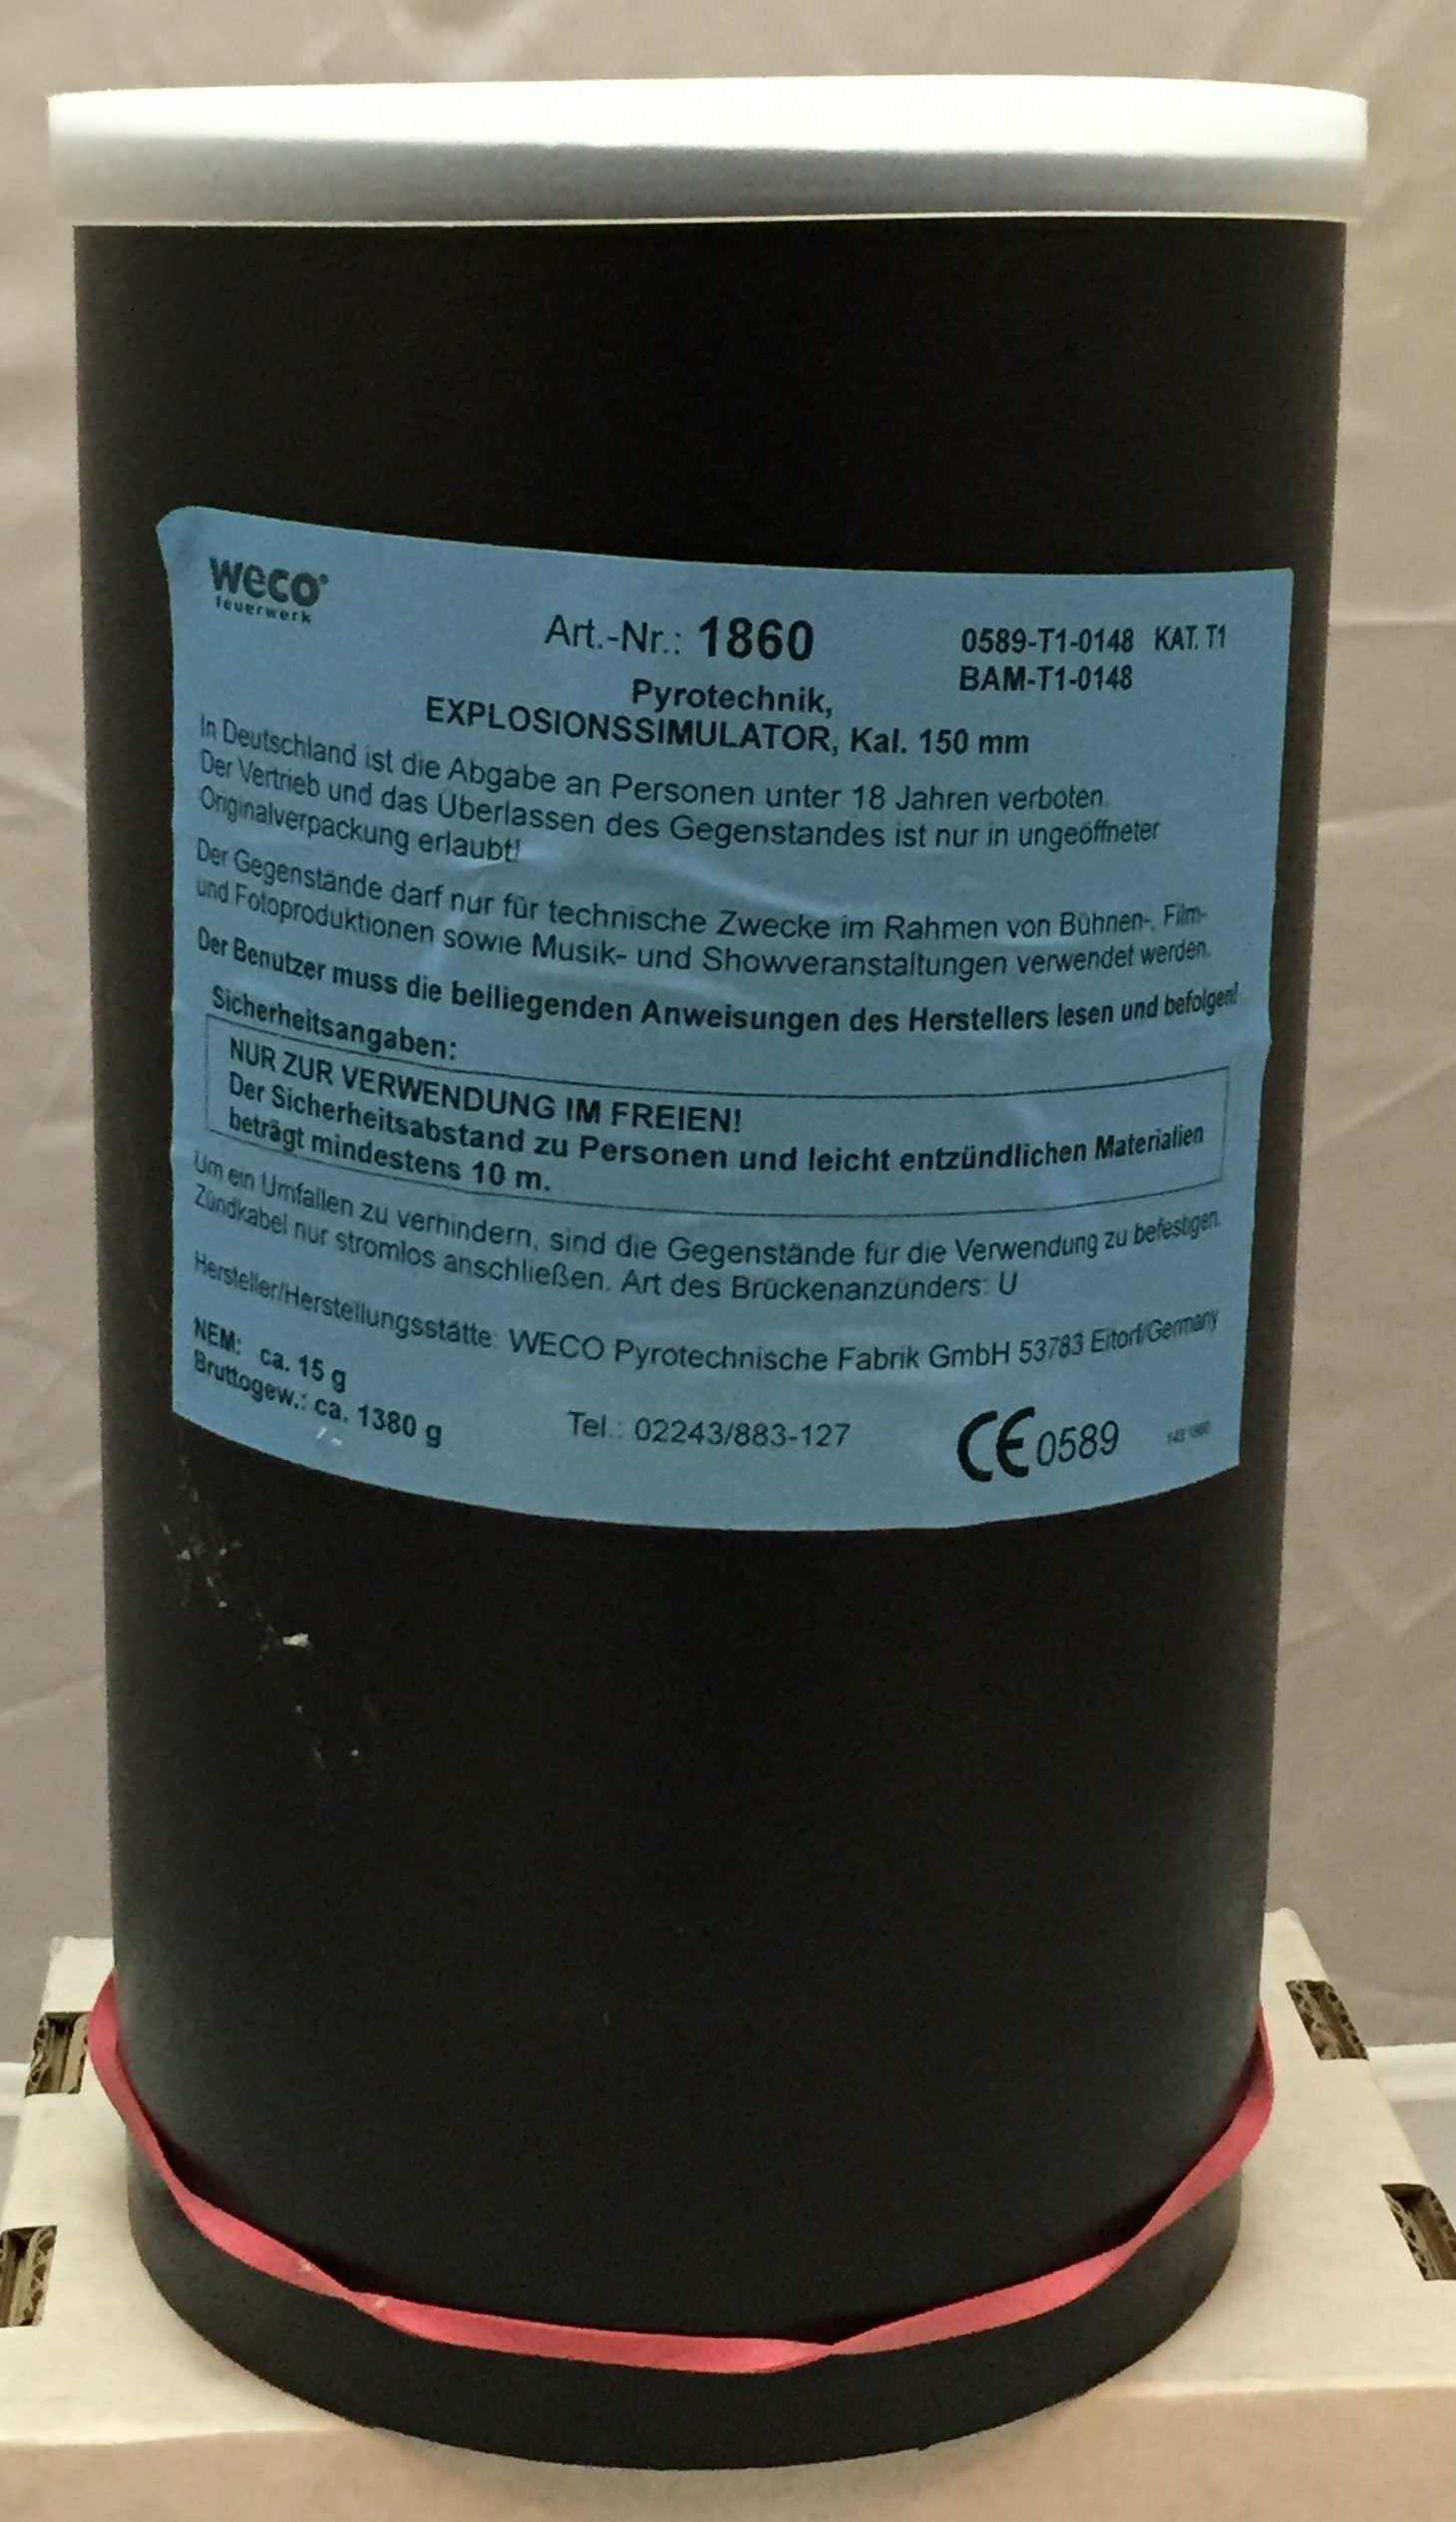 weco
feuerwerk
Art.-Nr.: 1860
0589-T1-0148 KAT. T1
BAM-T1-0148
Pyrotechnik,
EXPLOSIONSSIMULATOR, Kal. 150 mm
In Deutschland ist die Abgabe an Personen unter 18 Jahren verboten.
Der Vertrieb und das Überlassen des Gegenstandes ist nur in ungeöffneter
Originalverpackung erlaubt!
Der Gegenstände darf nur für technische Zwecke im Rahmen von Bühnen-, Film-
und Fotoproduktionen sowie Musik- und Showveranstaltungen verwendet werden.
Der Benutzer muss die beiliegenden Anweisungen des Herstellers lesen und befolgen!
Sicherheitsangaben:
NUR ZUR VERWENDUNG IM FREIEN!
Der Sicherheitsabstand zu Personen und leicht entzündlichen Materialien
beträgt mindestens 10 m.
Um ein Umfallen zu verhindern, sind die Gegenstände für die Verwendung zu befestigen.
Zündkabel nur stromlos anschließen. Art des Brückenanzünders: U
Hersteller/Herstellungsstätte: WECO Pyrotechnische Fabrik GmbH 53783 Eitorf/Germany
NEM: ca. 15 g
Bruttogew.: ca. 1380 g
Tel.: 02243/883-127
CE 0589